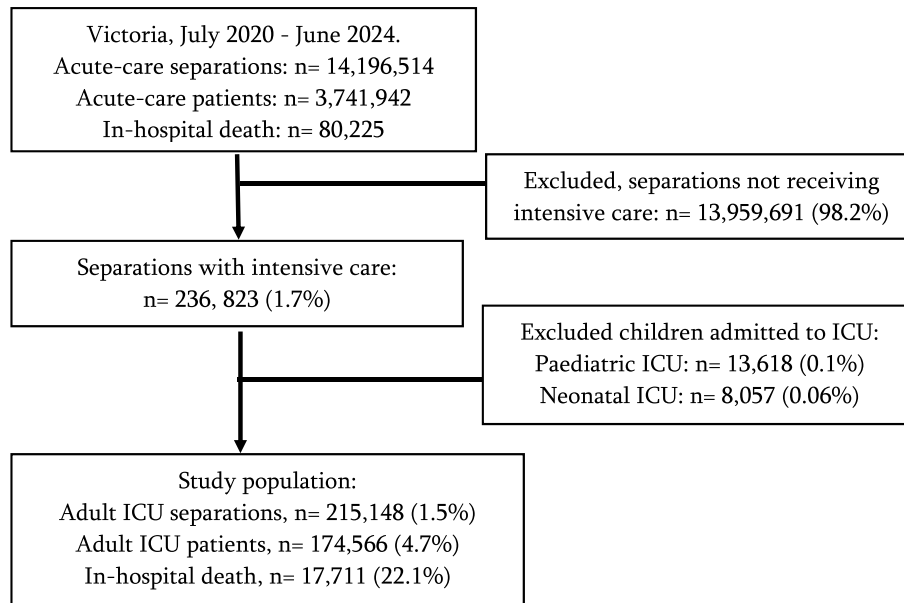 Victoria, July 2020 - June 2024.
Acute-care separations: n= 14,196,514
Acute-care patients: n= 3,741,942
In-hospital death: n= 80,225
Excluded, separations not receiving
intensive care: n= 13,959,691 (98.2%)
Separations with intensive care:
n= 236, 823 (1.7%)
Excluded children admitted to ICU:
Paediatric ICU: n= 13,618 (0.1%)
Neonatal ICU: n= 8,057 (0.06%)
Study population:
Adult ICU separations, n= 215,148 (1.5%)
Adult ICU patients, n= 174,566 (4.7%)
In-hospital death, n= 17,711 (22.1%)